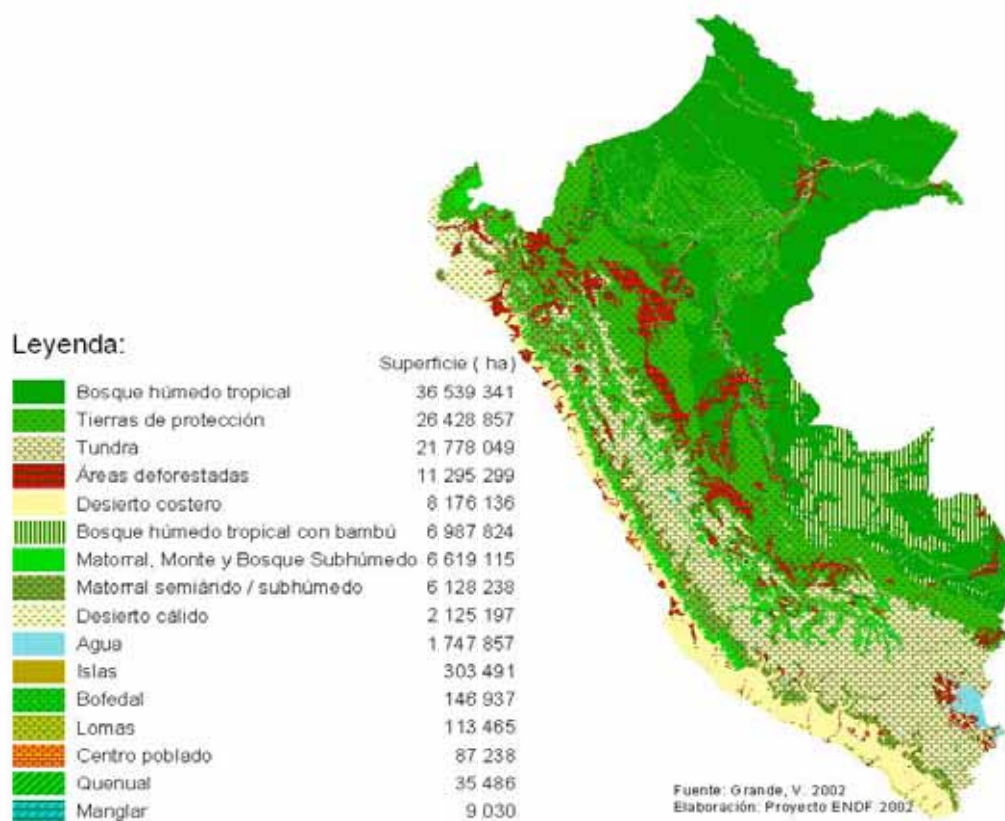 Leyenda:
Superficie ( ha)
Bosque húmedo tropical 36 539 341
Tierras de protección 26 428 857
Tundra 21 778 049
Áreas deforestadas 11 295 299
Desierto costero 8 176 136
Bosque húmedo tropical con bambú 6 987 824
Matorral, Monte y Bosque Subhúmedo 6 619 115
Matorral semiárido / subhúmedo 6 128 238
Desierto cálido 2 125 197
Agua 1 747 857
Islas 303 491
Bofedal 146 937
Lomas 113 465
Centro poblado 87 238
Quenual 35 486
Manglar 9 030
Fuente: Grande, V. 2002
Elaboración: Proyecto ENDF 2002